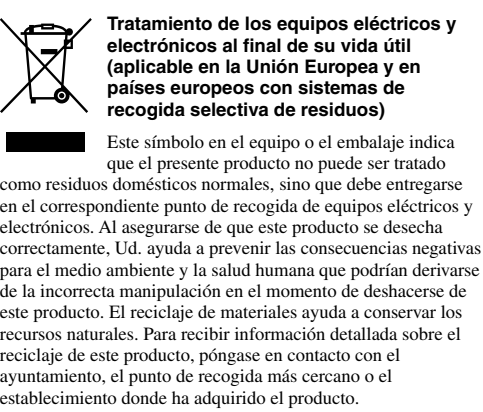 Tratamiento de los equipos eléctricos y
electrónicos al final de su vida útil
(aplicable en la Unión Europea y en
países europeos con sistemas de
recogida selectiva de residuos)
Este símbolo en el equipo o el embalaje indica
que el presente producto no puede ser tratado
como residuos domésticos normales, sino que debe entregarse
en el correspondiente punto de recogida de equipos eléctricos y
electrónicos. Al asegurarse de que este producto se desecha
correctamente, Ud. ayuda a prevenir las consecuencias negativas
para el medio ambiente y la salud humana que podrían derivarse
de la incorrecta manipulación en el momento de deshacerse de
este producto. El reciclaje de materiales ayuda a conservar los
recursos naturales. Para recibir información detallada sobre el
reciclaje de este producto, póngase en contacto con el
ayuntamiento, el punto de recogida más cercano o el
establecimiento donde ha adquirido el producto.